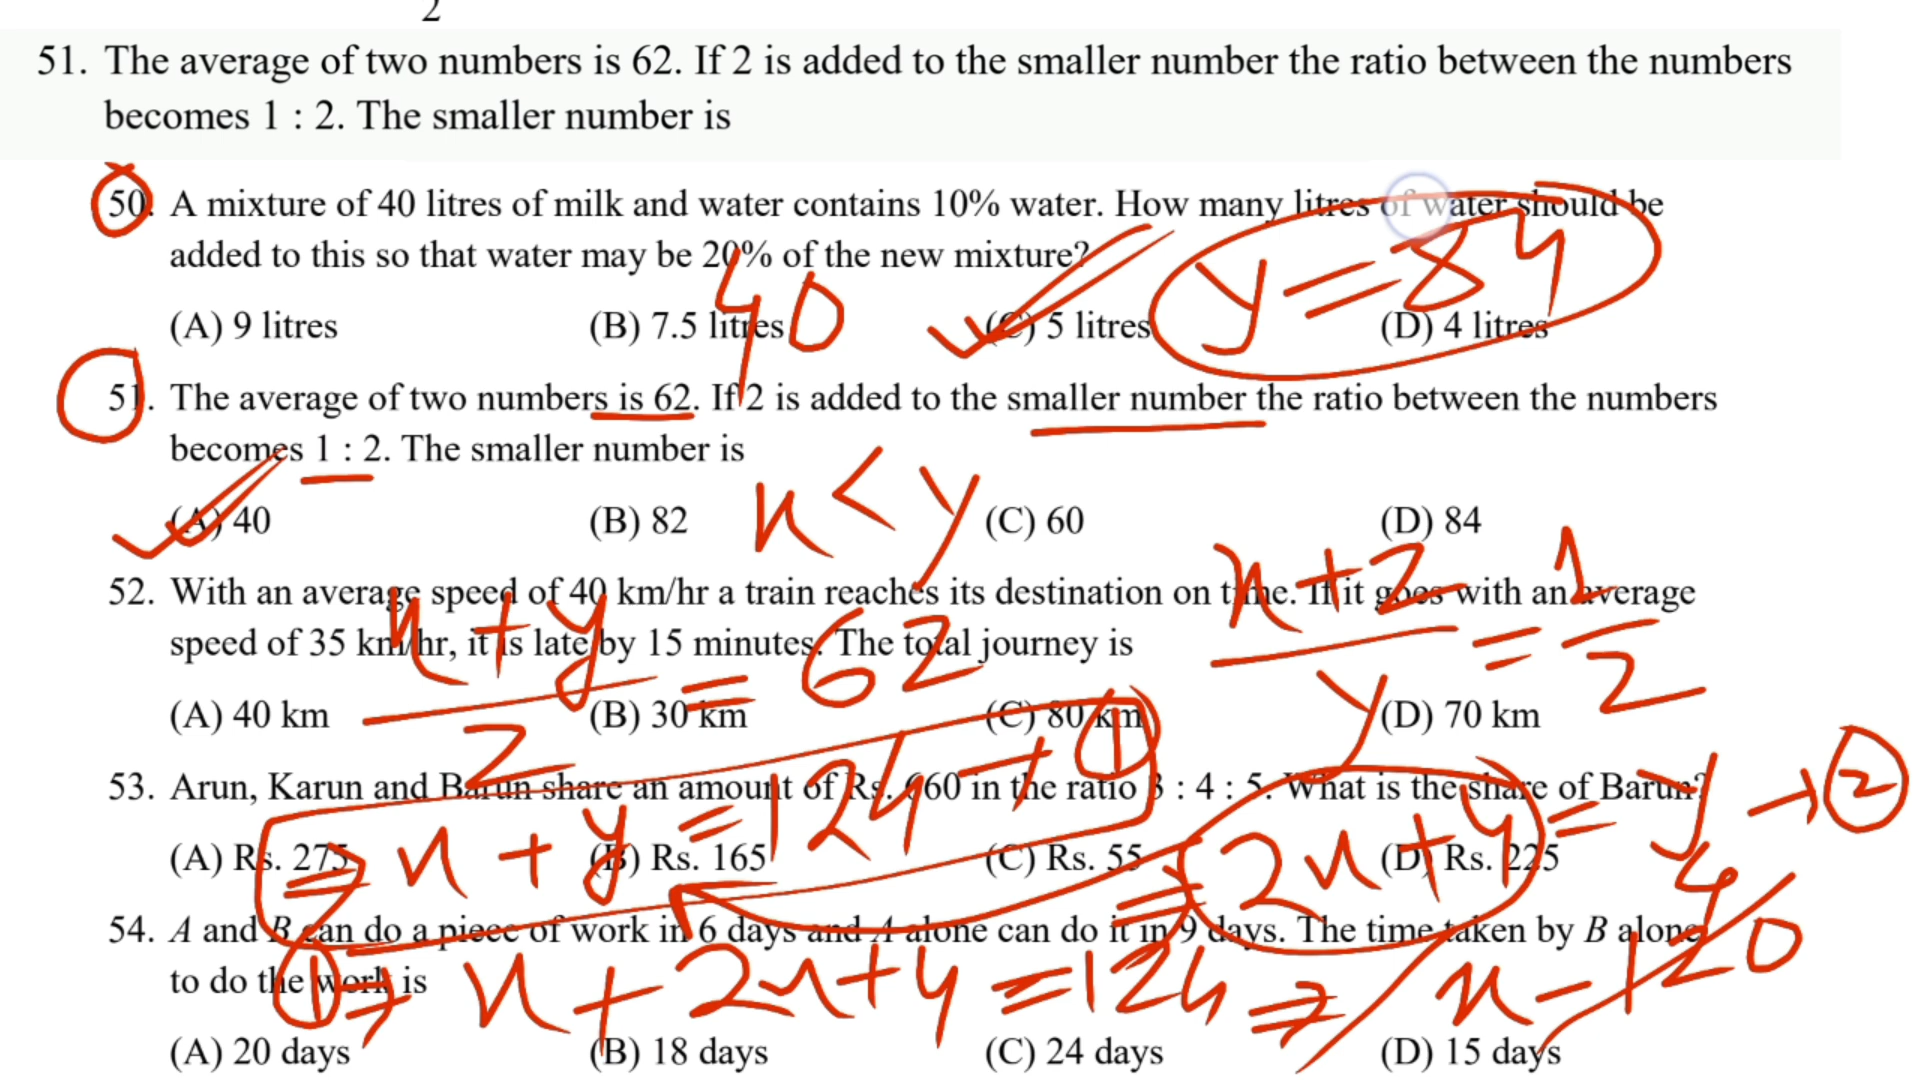 2
51. The average of two numbers is 62. If 2 is added to the smaller number the ratio between the numbers
becomes 1 : 2. The smaller number is
50. A mixture of 40 litres of milk and water contains 10% water. How many litres of water should be
added to this so that water may be 20% of the new mixture?
y = 84
40
(A) 9 litres (B) 7.5 litres (C) 5 litres (D) 4 litres
51. The average of two numbers is 62. If 2 is added to the smaller number the ratio between the numbers
becomes 1 : 2. The smaller number is
(A) 40 (B) 82 (C) 60 (D) 84
x < y
52. With an average speed of 40 km/hr a train reaches its destination on time. If it goes with an average
speed of 35 km/hr, it is late by 15 minutes. The total journey is
x + y / 2 = 62
x + 2 / y = 1 / 2
(A) 40 km (B) 30 km (C) 80 km (D) 70 km
53. Arun, Karun and Barun share an amount of Rs. 660 in the ratio 3 : 4 : 5. What is the share of Barun?
(A) Rs. 275 (B) Rs. 165 (C) Rs. 55 (D) Rs. 225
⇒ x + y = 124 → 1
⇒ 2x + 4 = y → 2
54. A and B can do a piece of work in 6 days and A alone can do it in 9 days. The time taken by B alone
to do the work is
1 ⇒ x + 2x + 4 = 124 ⇒ x =
(A) 20 days (B) 18 days (C) 24 days (D) 15 days